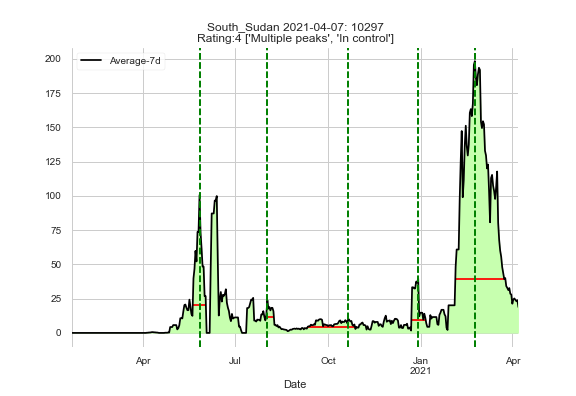 South_Sudan 2021-04-07: 10297
Rating:4 ['Multiple peaks', 'In control']
Average-7d
200
175
150
125
100
75
50
25
0
Apr
Jul
Oct
Jan
2021
Apr
Date